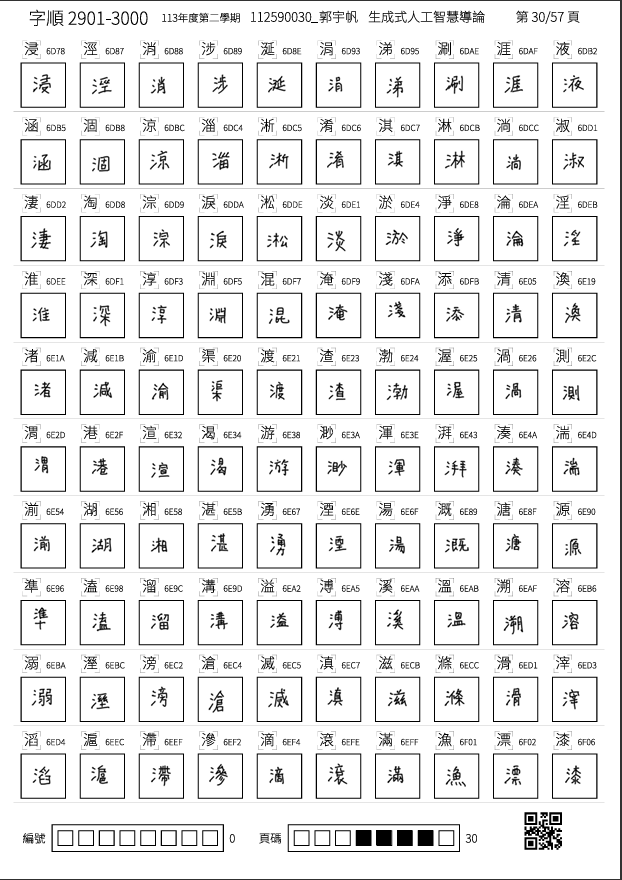 字順 2901-3000 113年度第二學期 112590030_郭宇帆 生成式人工智慧導論 第 30/57 頁
浸 6D78 涇 6D87 消 6D88 涉 6D89 涎 6D8E 涓 6D93 涕 6D95 涮 6DAE 涯 6DAF 液 6DB2
浸 涇 消 涉 涎 涓 涕 涮 涯 液
涵 6DB5 涸 6DB8 涼 6DBC 淄 6DC4 淅 6DC5 淆 6DC6 淇 6DC7 淋 6DCB 淌 6DCC 淑 6DD1
涵 涸 涼 淄 淅 淆 淇 淋 淌 淑
淒 6DD2 淘 6DD8 淙 6DD9 淚 6DDA 淞 6DDE 淡 6DE1 淤 6DE4 淨 6DE8 淪 6DEA 淫 6DEB
淒 淘 淙 淚 淞 淡 淤 淨 淪 淫
淮 6DEE 深 6DF1 淳 6DF3 淵 6DF5 混 6DF7 淹 6DF9 淺 6DFA 添 6DFB 清 6E05 渙 6E19
淮 深 淳 淵 混 淹 淺 添 清 渙
渚 6E1A 減 6E1B 渝 6E1D 渠 6E20 渡 6E21 渣 6E23 渤 6E24 渥 6E25 渦 6E26 測 6E2C
渚 減 渝 渠 渡 渣 渤 渥 渦 測
渭 6E2D 港 6E2F 渲 6E32 渴 6E34 游 6E38 渺 6E3A 渾 6E3E 湃 6E43 湊 6E4A 湍 6E4D
渭 港 渲 渴 游 渺 渾 湃 湊 湍
湔 6E54 湖 6E56 湘 6E58 湛 6E5B 湧 6E67 湮 6E6E 湯 6E6F 溉 6E89 溏 6E8F 源 6E90
湔 湖 湘 湛 湧 湮 湯 溉 溏 源
準 6E96 溘 6E98 溜 6E9C 溝 6E9D 溢 6EA2 溥 6EA5 溪 6EAA 溫 6EAB 溯 6EAF 溶 6EB6
準 溘 溜 溝 溢 溥 溪 溫 溯 溶
溺 6EBA 溼 6EBC 滂 6EC2 滄 6EC4 滅 6EC5 滇 6EC7 滋 6ECB 滌 6ECC 滑 6ED1 滓 6ED3
溺 溼 滂 滄 滅 滇 滋 滌 滑 滓
滔 6ED4 滬 6EEC 滯 6EEF 滲 6EF2 滴 6EF4 滾 6EFE 滿 6EFF 漁 6F01 漂 6F02 漆 6F06
滔 滬 滯 滲 滴 滾 滿 漁 漂 漆
編號 0 頁碼 30